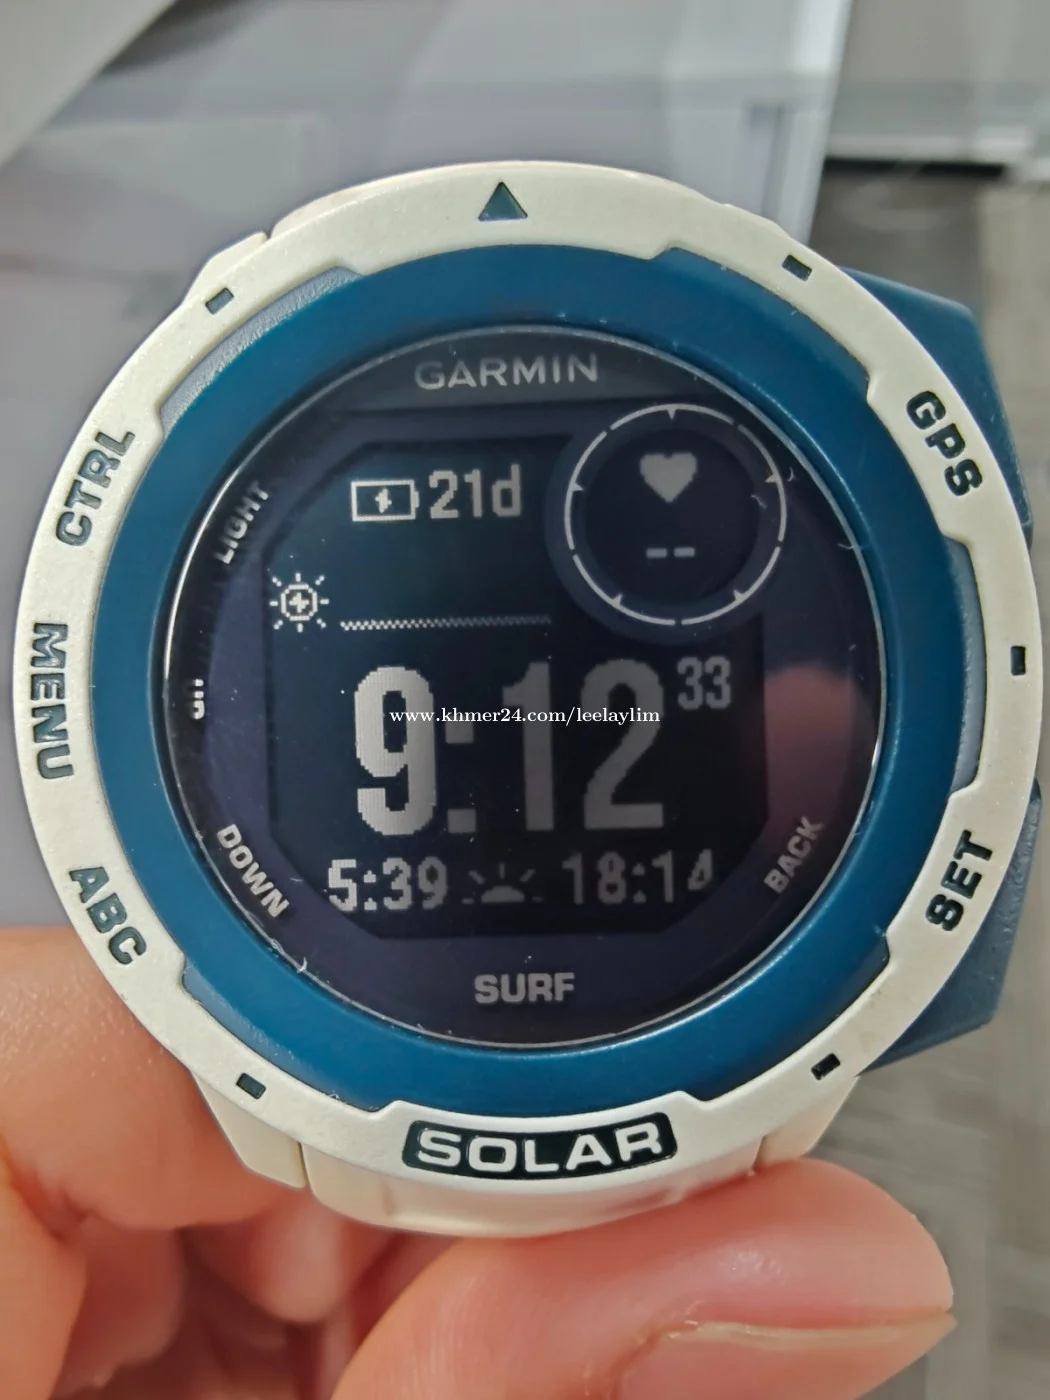 GARMIN
21d
--
LIGHT
CTRL
GPS
MENU
9:12
33
www.khmer24.com/leelaylim
5:39
18:14
DOWN
BACK
ABC
SET
SURF
SOLAR